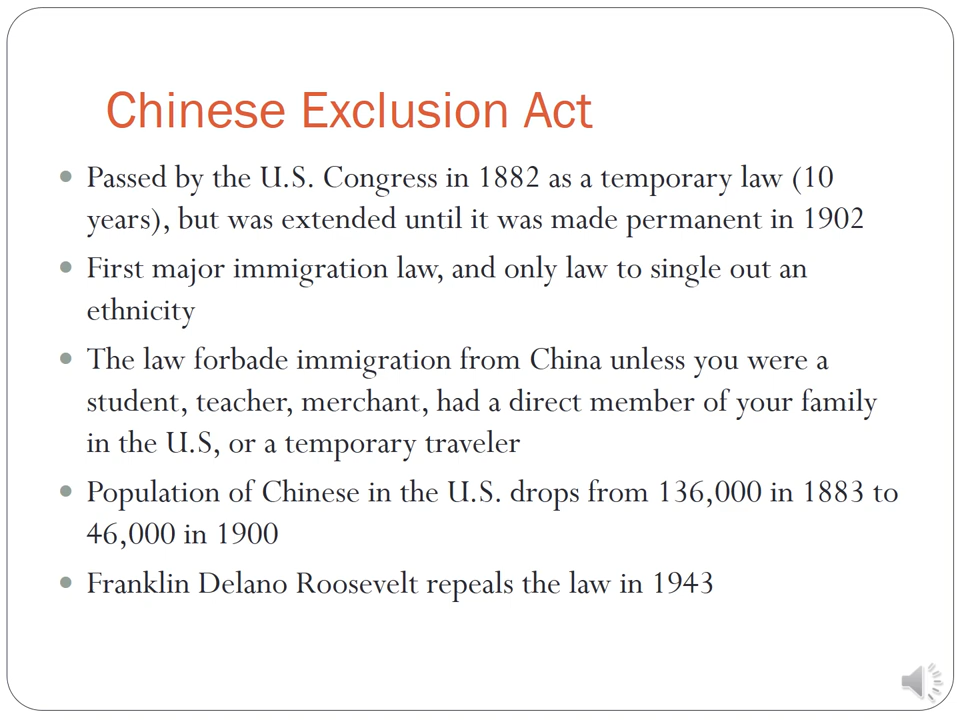 Chinese Exclusion Act
• Passed by the U.S. Congress in 1882 as a temporary law (10
years), but was extended until it was made permanent in 1902
• First major immigration law, and only law to single out an
ethnicity
• The law forbade immigration from China unless you were a
student, teacher, merchant, had a direct member of your family
in the U.S, or a temporary traveler
• Population of Chinese in the U.S. drops from 136,000 in 1883 to
46,000 in 1900
• Franklin Delano Roosevelt repeals the law in 1943